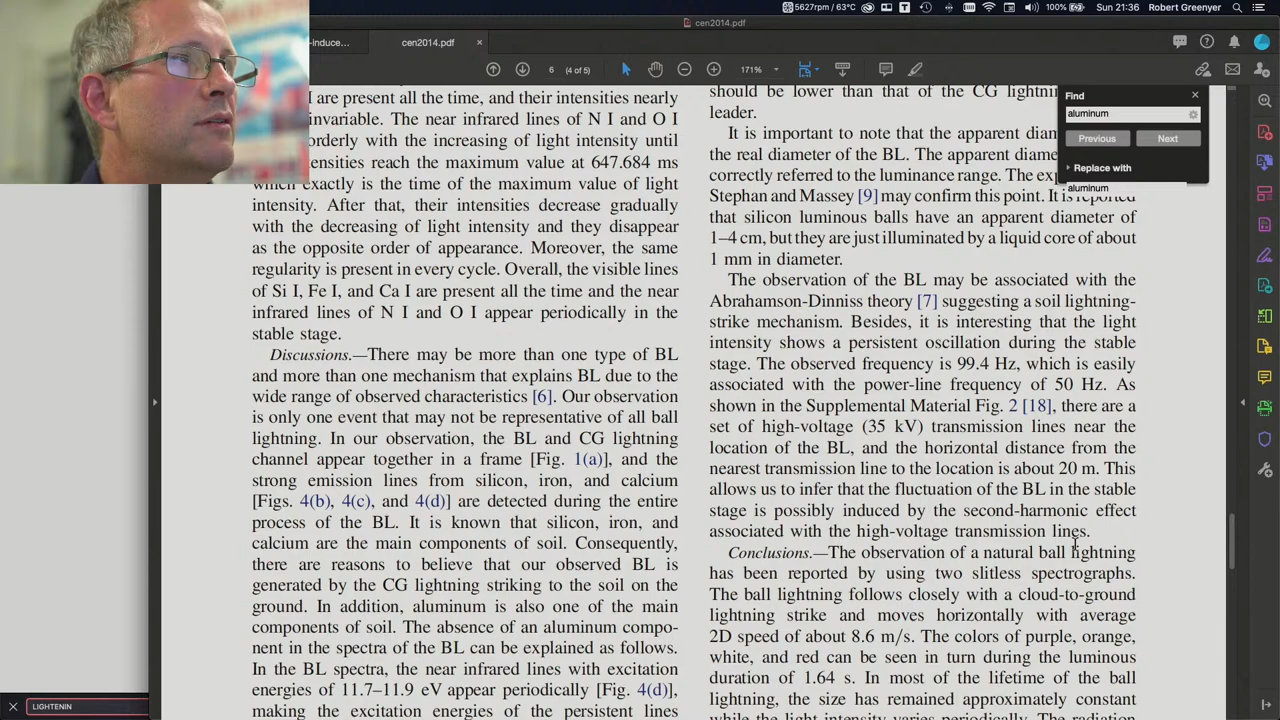 5627rpm / 63°C
100%
Sun 21:36
Robert Greenyer
cen2014.pdf
-induce...
cen2014.pdf
6
(4 of 5)
171%
I are present all the time, and their intensities nearly
invariable. The near infrared lines of N I and O I
orderly with the increasing of light intensity until
tensities reach the maximum value at 647.684 ms
which exactly is the time of the maximum value of light
intensity. After that, their intensities decrease gradually
with the decreasing of light intensity and they disappear
as the opposite order of appearance. Moreover, the same
regularity is present in every cycle. Overall, the visible lines
of Si I, Fe I, and Ca I are present all the time and the near
infrared lines of N I and O I appear periodically in the
stable stage.
Discussions.—There may be more than one type of BL
and more than one mechanism that explains BL due to the
wide range of observed characteristics [6]. Our observation
is only one event that may not be representative of all ball
lightning. In our observation, the BL and CG lightning
channel appear together in a frame [Fig. 1(a)], and the
strong emission lines from silicon, iron, and calcium
[Figs. 4(b), 4(c), and 4(d)] are detected during the entire
process of the BL. It is known that silicon, iron, and
calcium are the main components of soil. Consequently,
there are reasons to believe that our observed BL is
generated by the CG lightning striking to the soil on the
ground. In addition, aluminum is also one of the main
components of soil. The absence of an aluminum compo-
nent in the spectra of the BL can be explained as follows.
In the BL spectra, the near infrared lines with excitation
energies of 11.7–11.9 eV appear periodically [Fig. 4(d)],
making the excitation energies of the persistent lines
should be lower than that of the CG lightni
leader.
It is important to note that the apparent diam
the real diameter of the BL. The apparent diame
correctly referred to the luminance range. The exp
Stephan and Massey [9] may confirm this point. It is reported
that silicon luminous balls have an apparent diameter of
1–4 cm, but they are just illuminated by a liquid core of about
1 mm in diameter.
The observation of the BL may be associated with the
Abrahamson-Dinniss theory [7] suggesting a soil lightning-
strike mechanism. Besides, it is interesting that the light
intensity shows a persistent oscillation during the stable
stage. The observed frequency is 99.4 Hz, which is easily
associated with the power-line frequency of 50 Hz. As
shown in the Supplemental Material Fig. 2 [18], there are a
set of high-voltage (35 kV) transmission lines near the
location of the BL, and the horizontal distance from the
nearest transmission line to the location is about 20 m. This
allows us to infer that the fluctuation of the BL in the stable
stage is possibly induced by the second-harmonic effect
associated with the high-voltage transmission lines.
Conclusions.—The observation of a natural ball lightning
has been reported by using two slitless spectrographs.
The ball lightning follows closely with a cloud-to-ground
lightning strike and moves horizontally with average
2D speed of about 8.6 m/s. The colors of purple, orange,
white, and red can be seen in turn during the luminous
duration of 1.64 s. In most of the lifetime of the ball
lightning, the size has remained approximately constant
while the light intensity varies periodically. The radiation
Find
aluminum
Previous
Next
Replace with
aluminum
LIGHTENIN